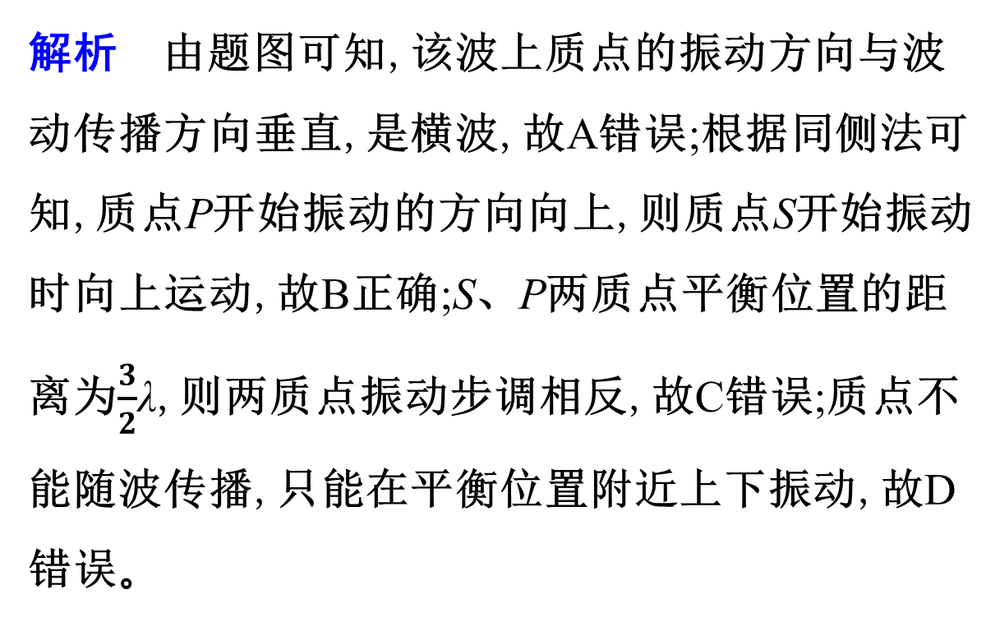 解析 由题图可知, 该波上质点的振动方向与波
动传播方向垂直, 是横波, 故A错误;根据同侧法可
知, 质点P开始振动的方向向上, 则质点S开始振动
时向上运动, 故B正确;S、P两质点平衡位置的距
离为3/2λ, 则两质点振动步调相反, 故C错误;质点不
能随波传播, 只能在平衡位置附近上下振动, 故D
错误。